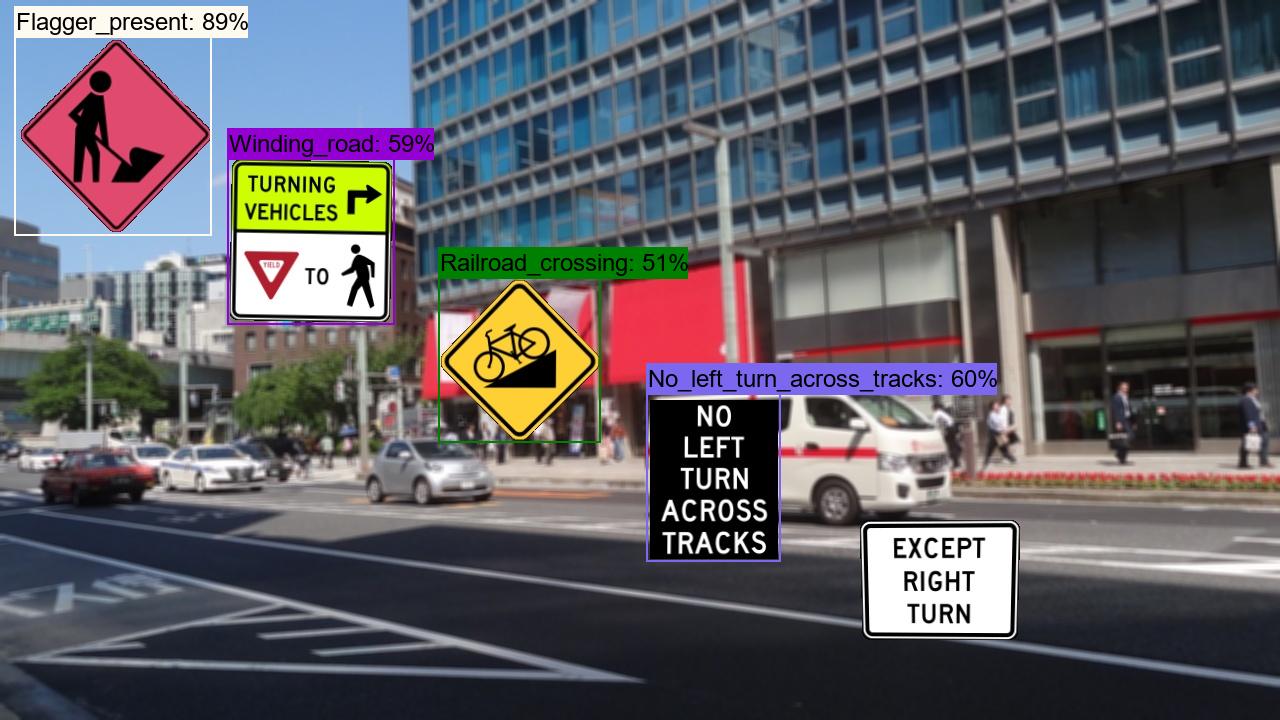 Flagger_present: 89%
Winding_road: 59%
TURNING
VEHICLES
YIELD
TO
Railroad_crossing: 51%
No_left_turn_across_tracks: 60%
NO
LEFT
TURN
ACROSS
TRACKS
EXCEPT
RIGHT
TURN